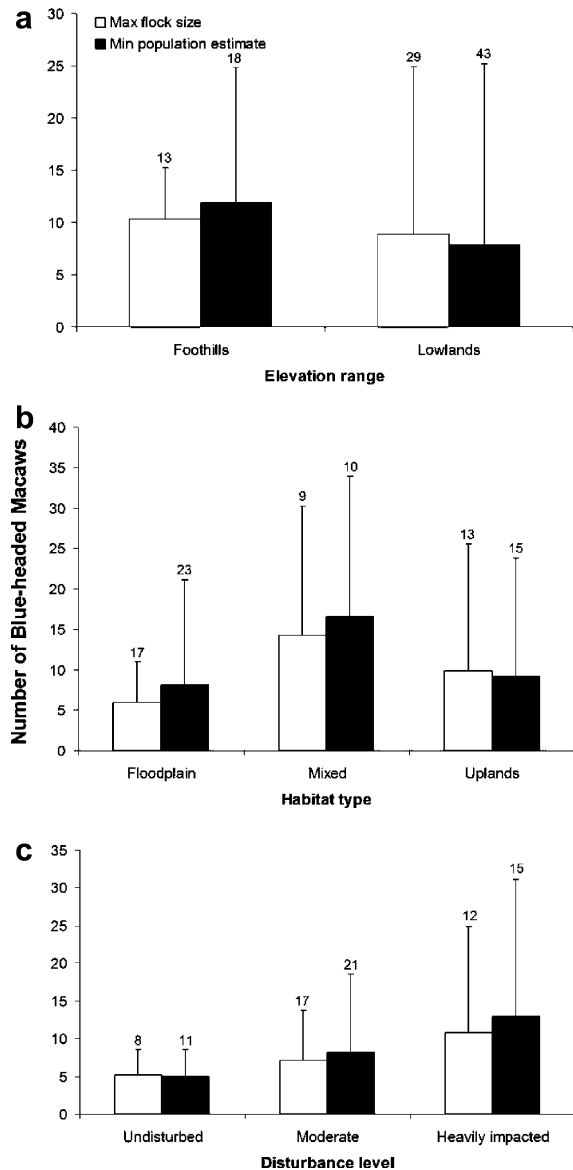 a
Max flock size
Min population estimate
30
25
20
15
10
5
0
13
18
29
43
Foothills
Lowlands
Elevation range
b
Number of Blue-headed Macaws
40
35
30
25
20
15
10
5
0
17
23
9
10
13
15
Floodplain
Mixed
Uplands
Habitat type
c
35
30
25
20
15
10
5
0
8
11
17
21
12
15
Undisturbed
Moderate
Heavily impacted
Disturbance level